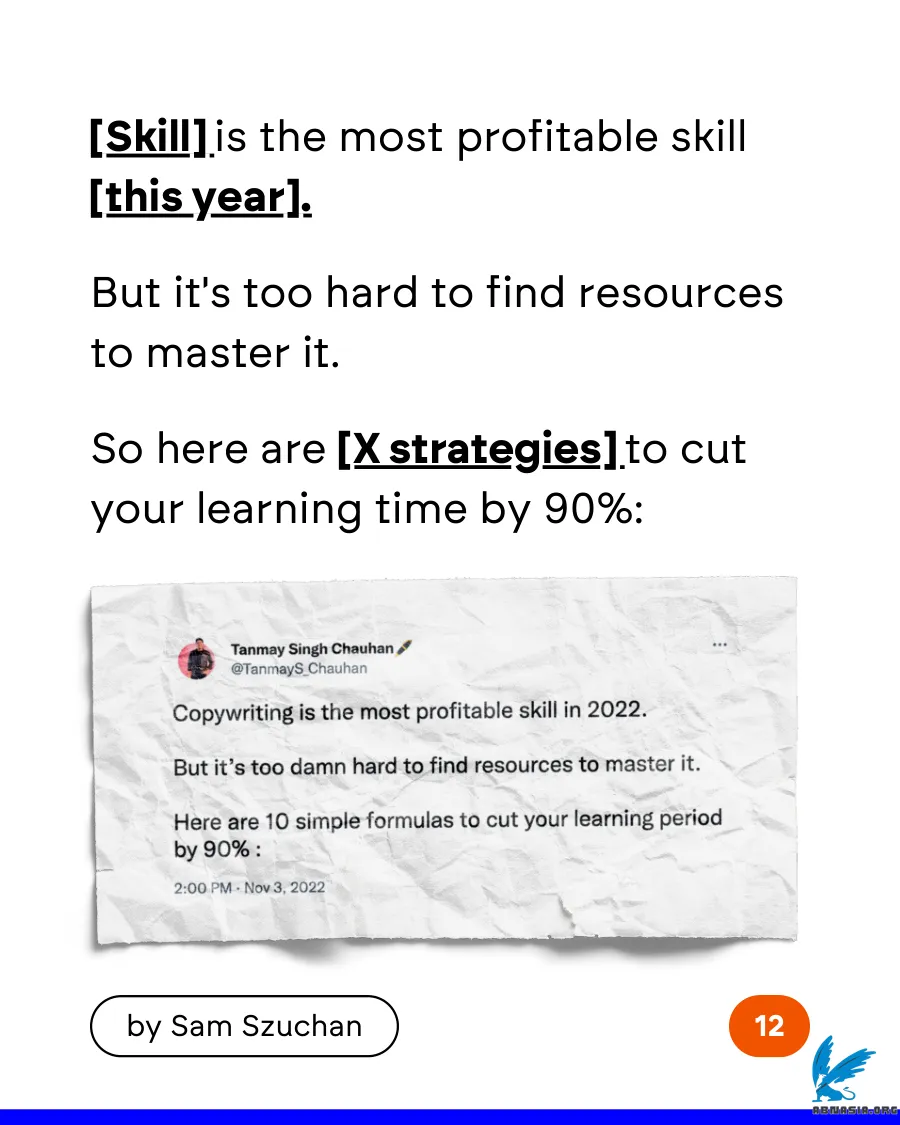 [Skill] is the most profitable skill
[this year].
But it's too hard to find resources
to master it.
So here are [X strategies] to cut
your learning time by 90%:
Tanmay Singh Chauhan
@TanmayS_Chauhan
Copywriting is the most profitable skill in 2022.
But it’s too damn hard to find resources to master it.
Here are 10 simple formulas to cut your learning period
by 90% :
2:00 PM · Nov 3, 2022
by Sam Szuchan
12